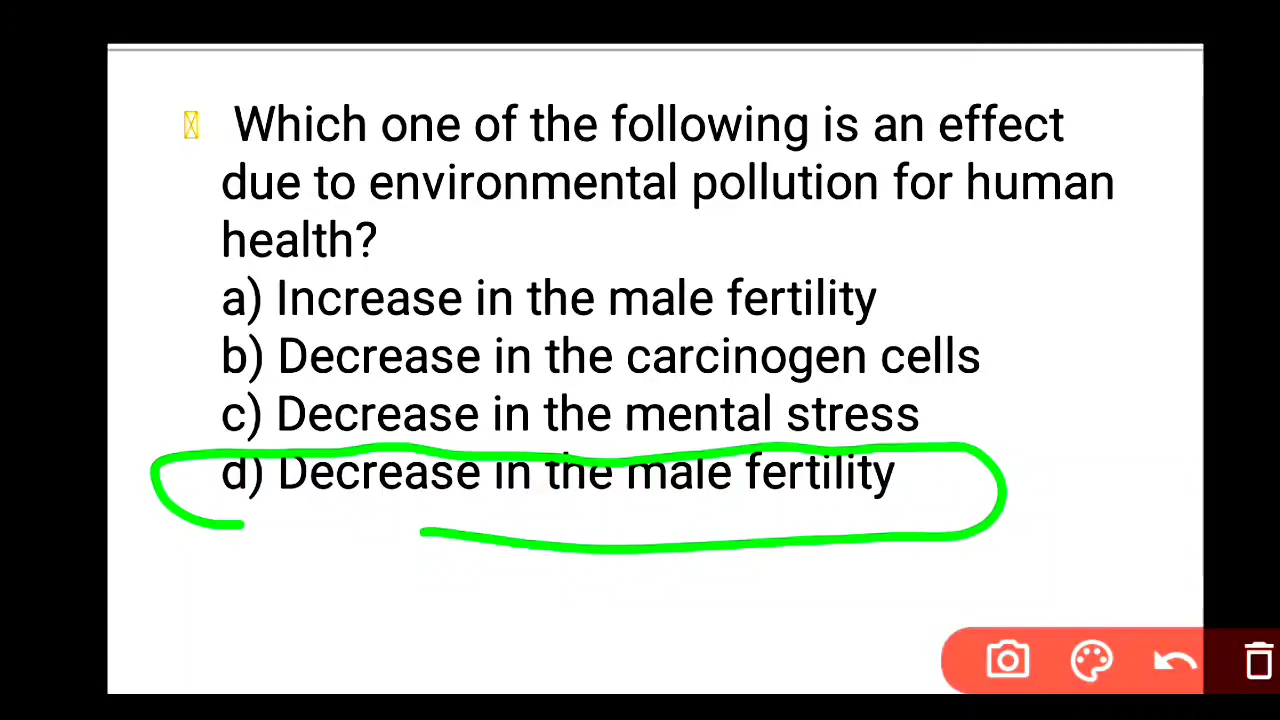 Which one of the following is an effect
due to environmental pollution for human
health?
a) Increase in the male fertility
b) Decrease in the carcinogen cells
c) Decrease in the mental stress
d) Decrease in the male fertility